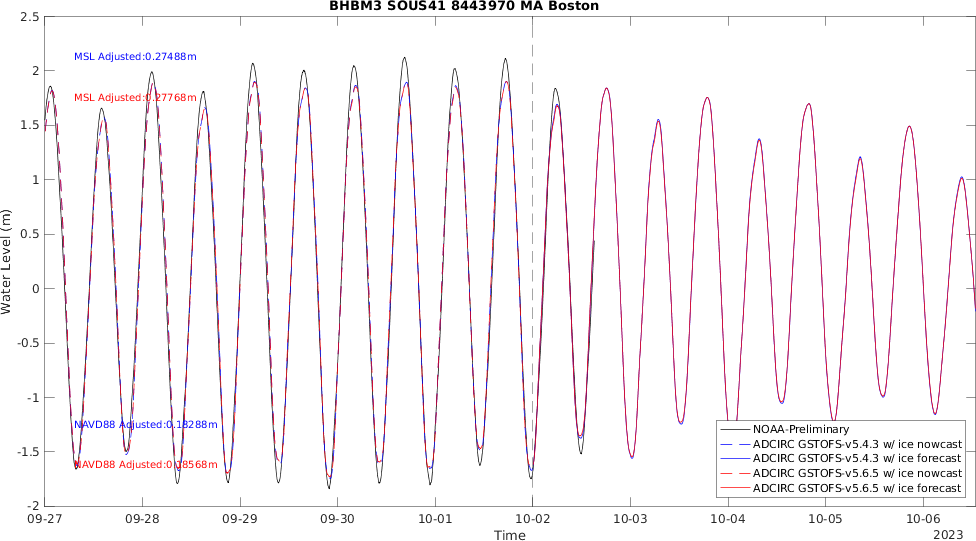 BHBM3 SOUS41 8443970 MA Boston
2.5
2
1.5
1
0.5
0
-0.5
-1
-1.5
-2
Water Level (m)
MSL Adjusted:0.27488m
MSL Adjusted:0.27768m
NAVD88 Adjusted:0.18288m
NAVD88 Adjusted:0.18568m
NOAA-Preliminary
ADCIRC GSTOFS-v5.4.3 w/ ice nowcast
ADCIRC GSTOFS-v5.4.3 w/ ice forecast
ADCIRC GSTOFS-v5.6.5 w/ ice nowcast
ADCIRC GSTOFS-v5.6.5 w/ ice forecast
09-27 09-28 09-29 09-30 10-01 10-02 10-03 10-04 10-05 10-06
Time
2023